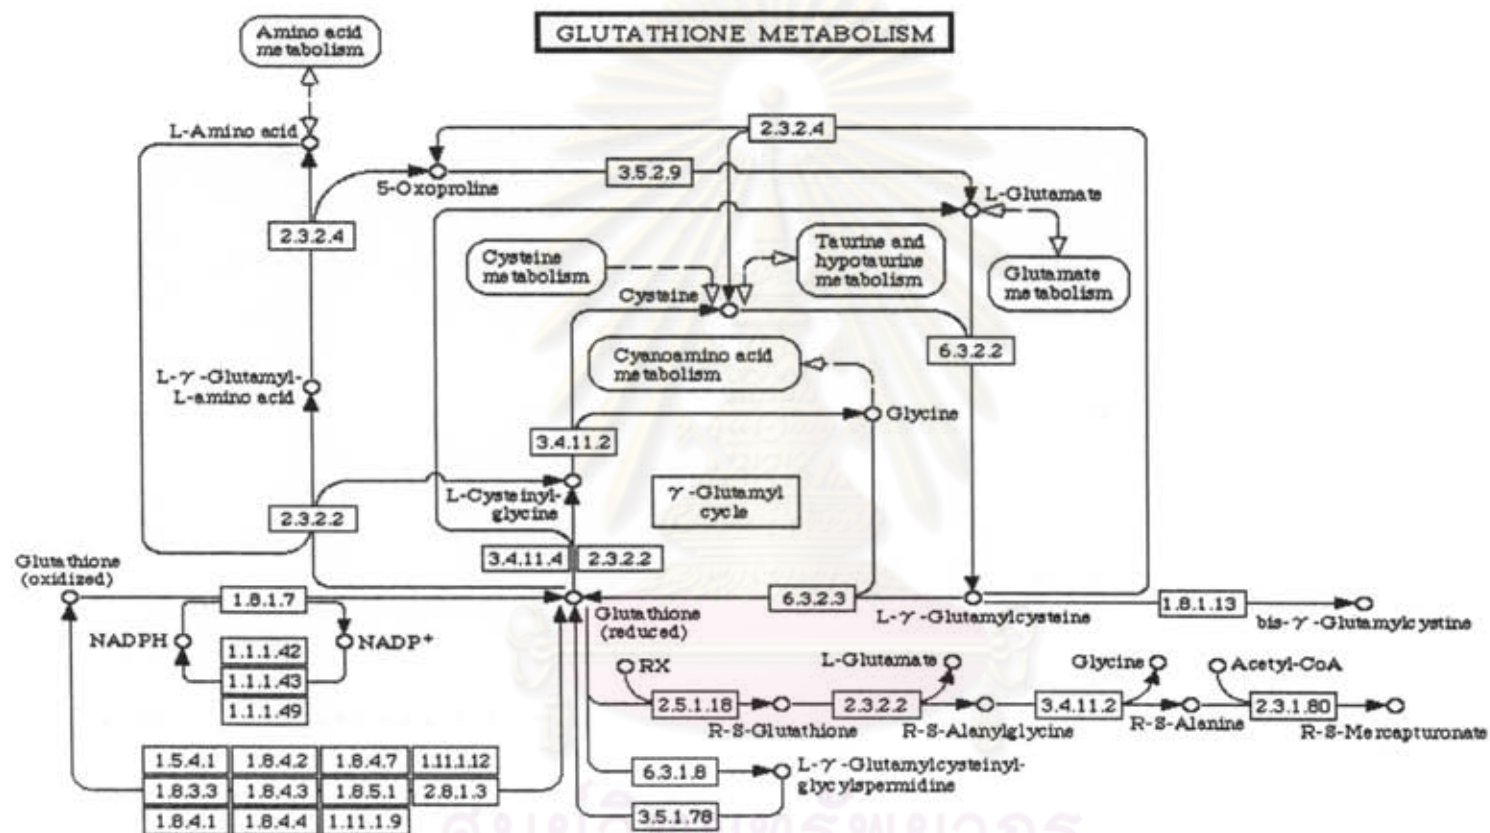 GLUTATHIONE METABOLISM
Amino acid
metabolism
L-Amino acid
2.3.2.4
5-Oxoproline
3.5.2.9
L-Glutamate
2.3.2.4
Cysteine
metabolism
Taurine and
hypotaurine
metabolism
Glutamate
metabolism
Cysteine
6.3.2.2
Cyanoamino acid
metabolism
L-γ-Glutamyl-
L-amino acid
Glycine
3.4.11.2
L-Cysteinyl-
glycine
γ-Glutamyl
cycle
2.3.2.2
3.4.11.4
2.3.2.2
Glutathione
(oxidized)
1.8.1.7
Glutathione
(reduced)
6.3.2.3
L-γ-Glutamylcysteine
1.8.1.13
bis-γ-Glutamylcystine
NADPH
NADP+
1.1.1.42
1.1.1.43
1.1.1.49
RX
L-Glutamate
Glycine
Acetyl-CoA
2.5.1.18
2.3.2.2
3.4.11.2
2.3.1.80
R-S-Glutathione
R-S-Alanylglycine
R-S-Alanine
R-S-Mercapturonate
1.5.4.1 1.8.4.2 1.8.4.7 1.11.1.12
1.8.3.3 1.8.4.3 1.8.5.1 2.8.1.3
1.8.4.1 1.8.4.4 1.11.1.9
6.3.1.8
L-γ-Glutamylcysteinyl-
glycylspermidine
3.5.1.78